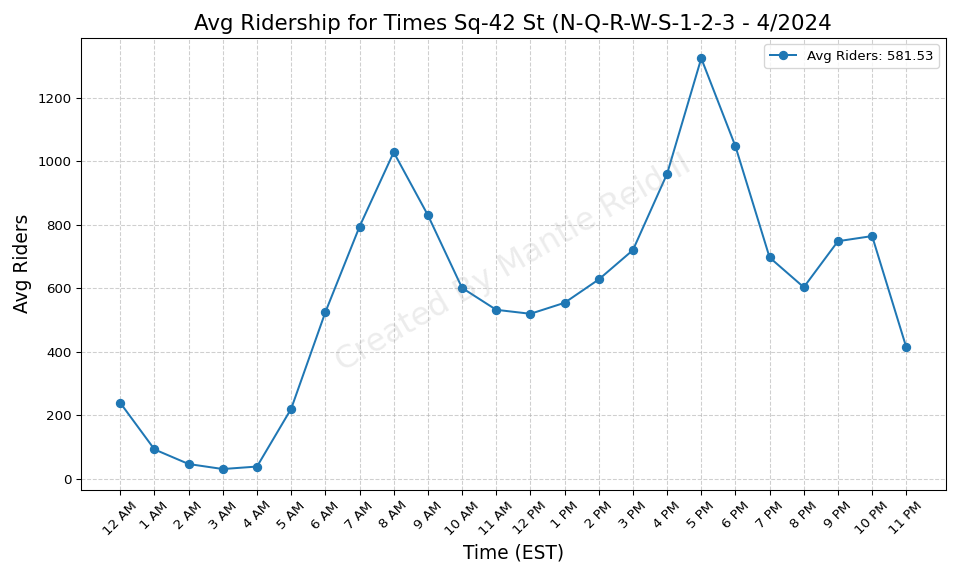 Avg Ridership for Times Sq-42 St (N-Q-R-W-S-1-2-3 - 4/2024
Avg Riders: 581.53
1200
1000
800
600
400
200
0
Avg Riders
Created By Mantle Reidhl
12 AM
1 AM
2 AM
3 AM
4 AM
5 AM
6 AM
7 AM
8 AM
9 AM
10 AM
11 AM
12 PM
1 PM
2 PM
3 PM
4 PM
5 PM
6 PM
7 PM
8 PM
9 PM
10 PM
11 PM
Time (EST)